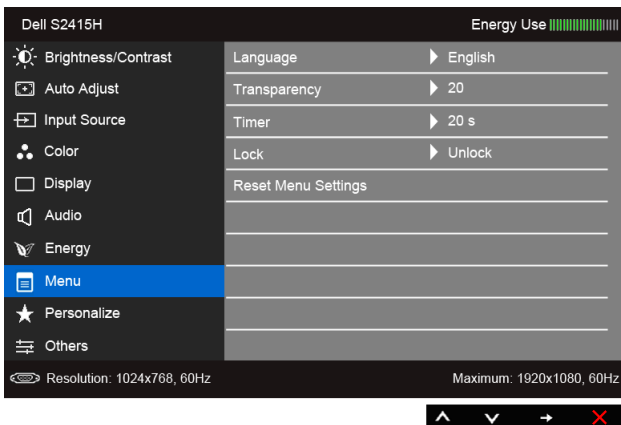 Dell S2415H Energy Use
Brightness/Contrast Language English
Auto Adjust Transparency 20
Input Source Timer 20 s
Color Lock Unlock
Display Reset Menu Settings
Audio
Energy
Menu
Personalize
Others
Resolution: 1024x768, 60Hz Maximum: 1920x1080, 60Hz